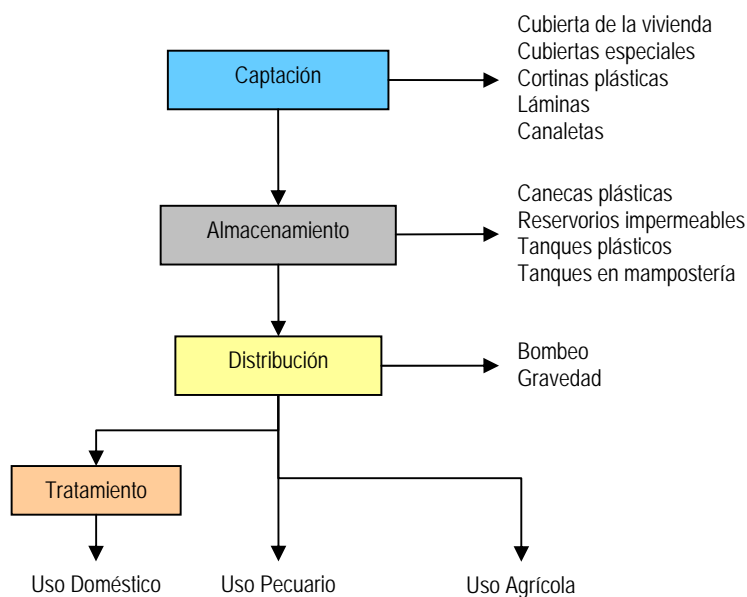 Captación
Cubierta de la vivienda
Cubiertas especiales
Cortinas plásticas
Láminas
Canaletas
Almacenamiento
Canecas plásticas
Reservorios impermeables
Tanques plásticos
Tanques en mampostería
Distribución
Bombeo
Gravedad
Tratamiento
Uso Doméstico
Uso Pecuario
Uso Agrícola